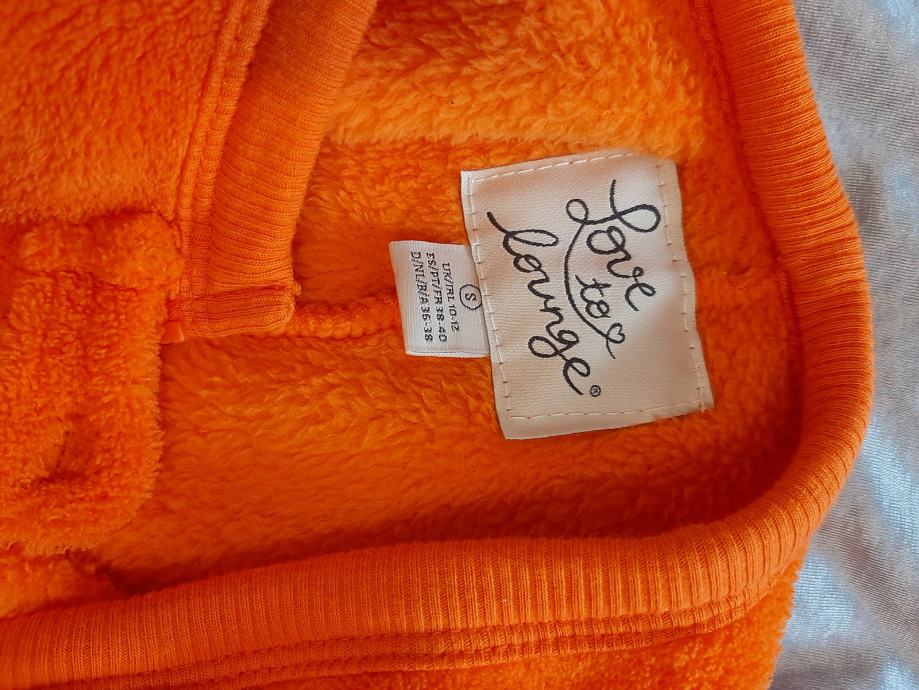 Love
to
lounge®
S
UK/IRL 10-12
ES/PT/FR 38-40
D/NL/B/A 36-38